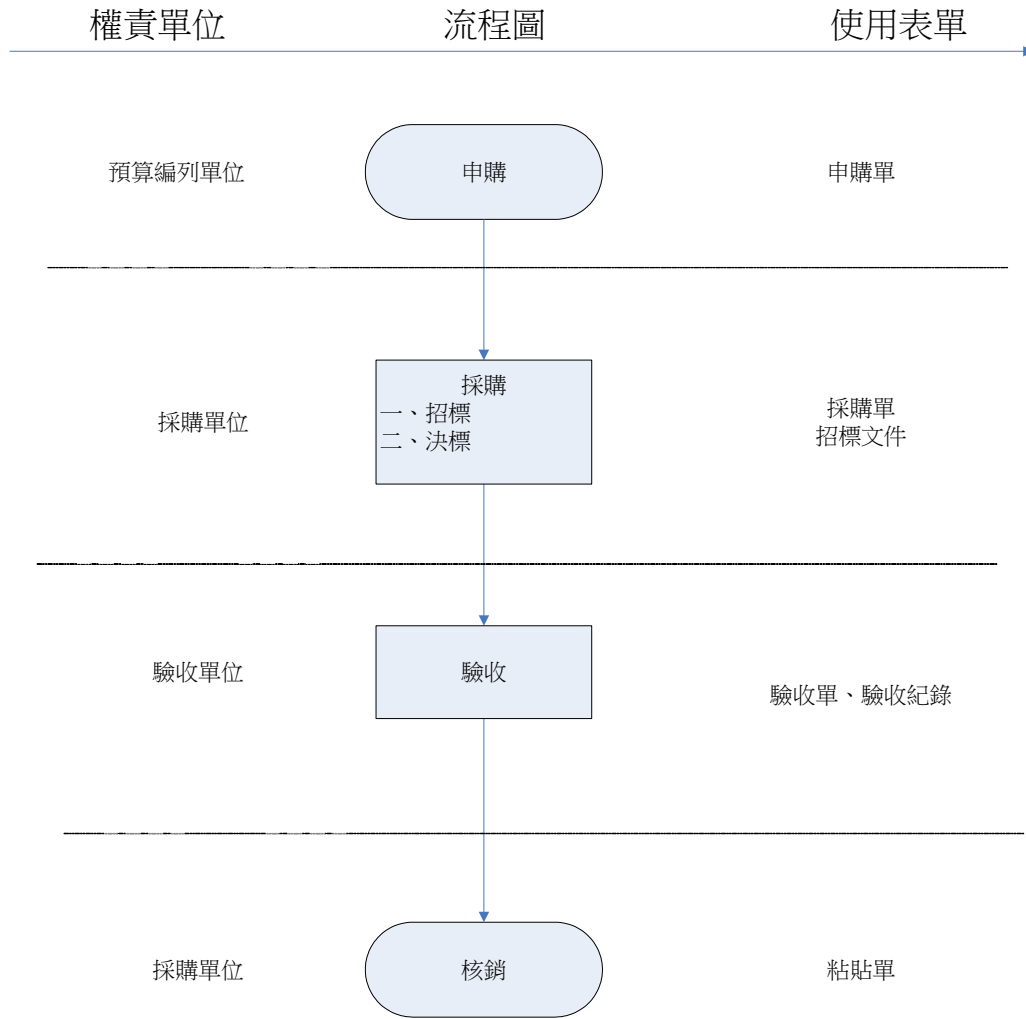 權責單位 流程圖 使用表單
預算編列單位 申購 申購單
採購單位
採購
一、招標
二、決標
採購單
招標文件
驗收單位 驗收 驗收單、驗收紀錄
採購單位 核銷 粘貼單